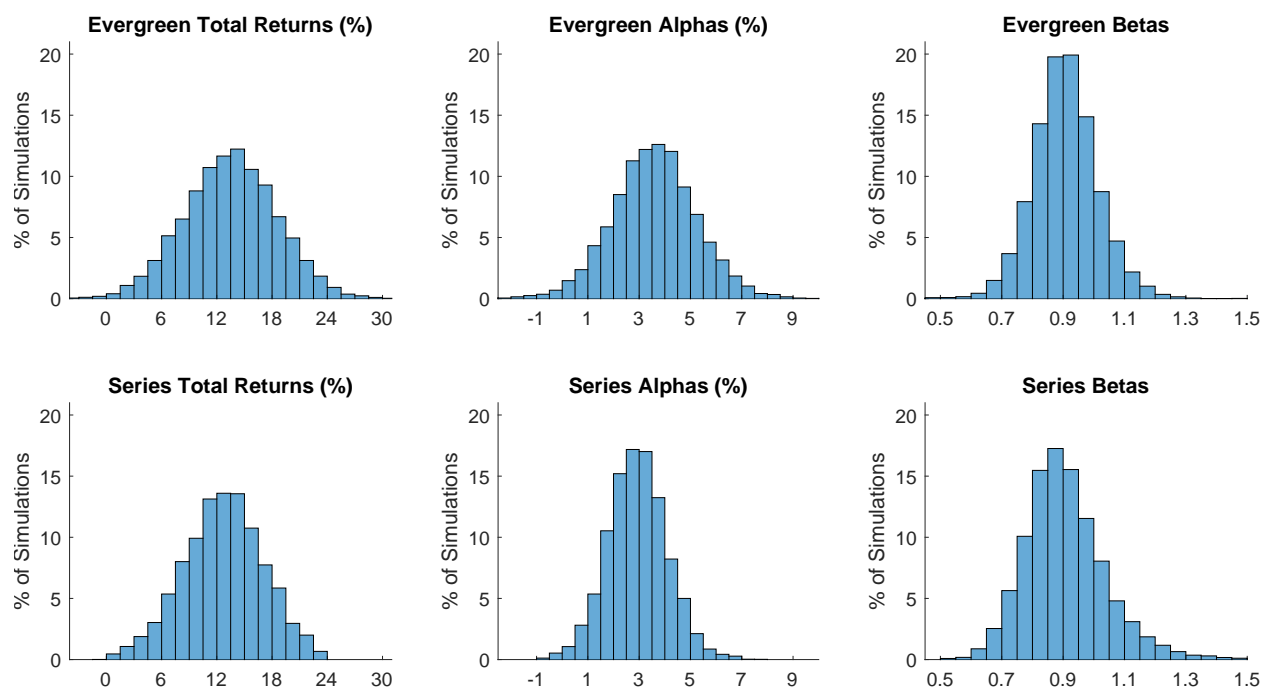 Evergreen Total Returns (%)
% of Simulations
20
15
10
5
0
0 6 12 18 24 30
Evergreen Alphas (%)
% of Simulations
20
15
10
5
0
-1 1 3 5 7 9
Evergreen Betas
% of Simulations
20
15
10
5
0
0.5 0.7 0.9 1.1 1.3 1.5
Series Total Returns (%)
% of Simulations
20
15
10
5
0
0 6 12 18 24 30
Series Alphas (%)
% of Simulations
20
15
10
5
0
-1 1 3 5 7 9
Series Betas
% of Simulations
20
15
10
5
0
0.5 0.7 0.9 1.1 1.3 1.5